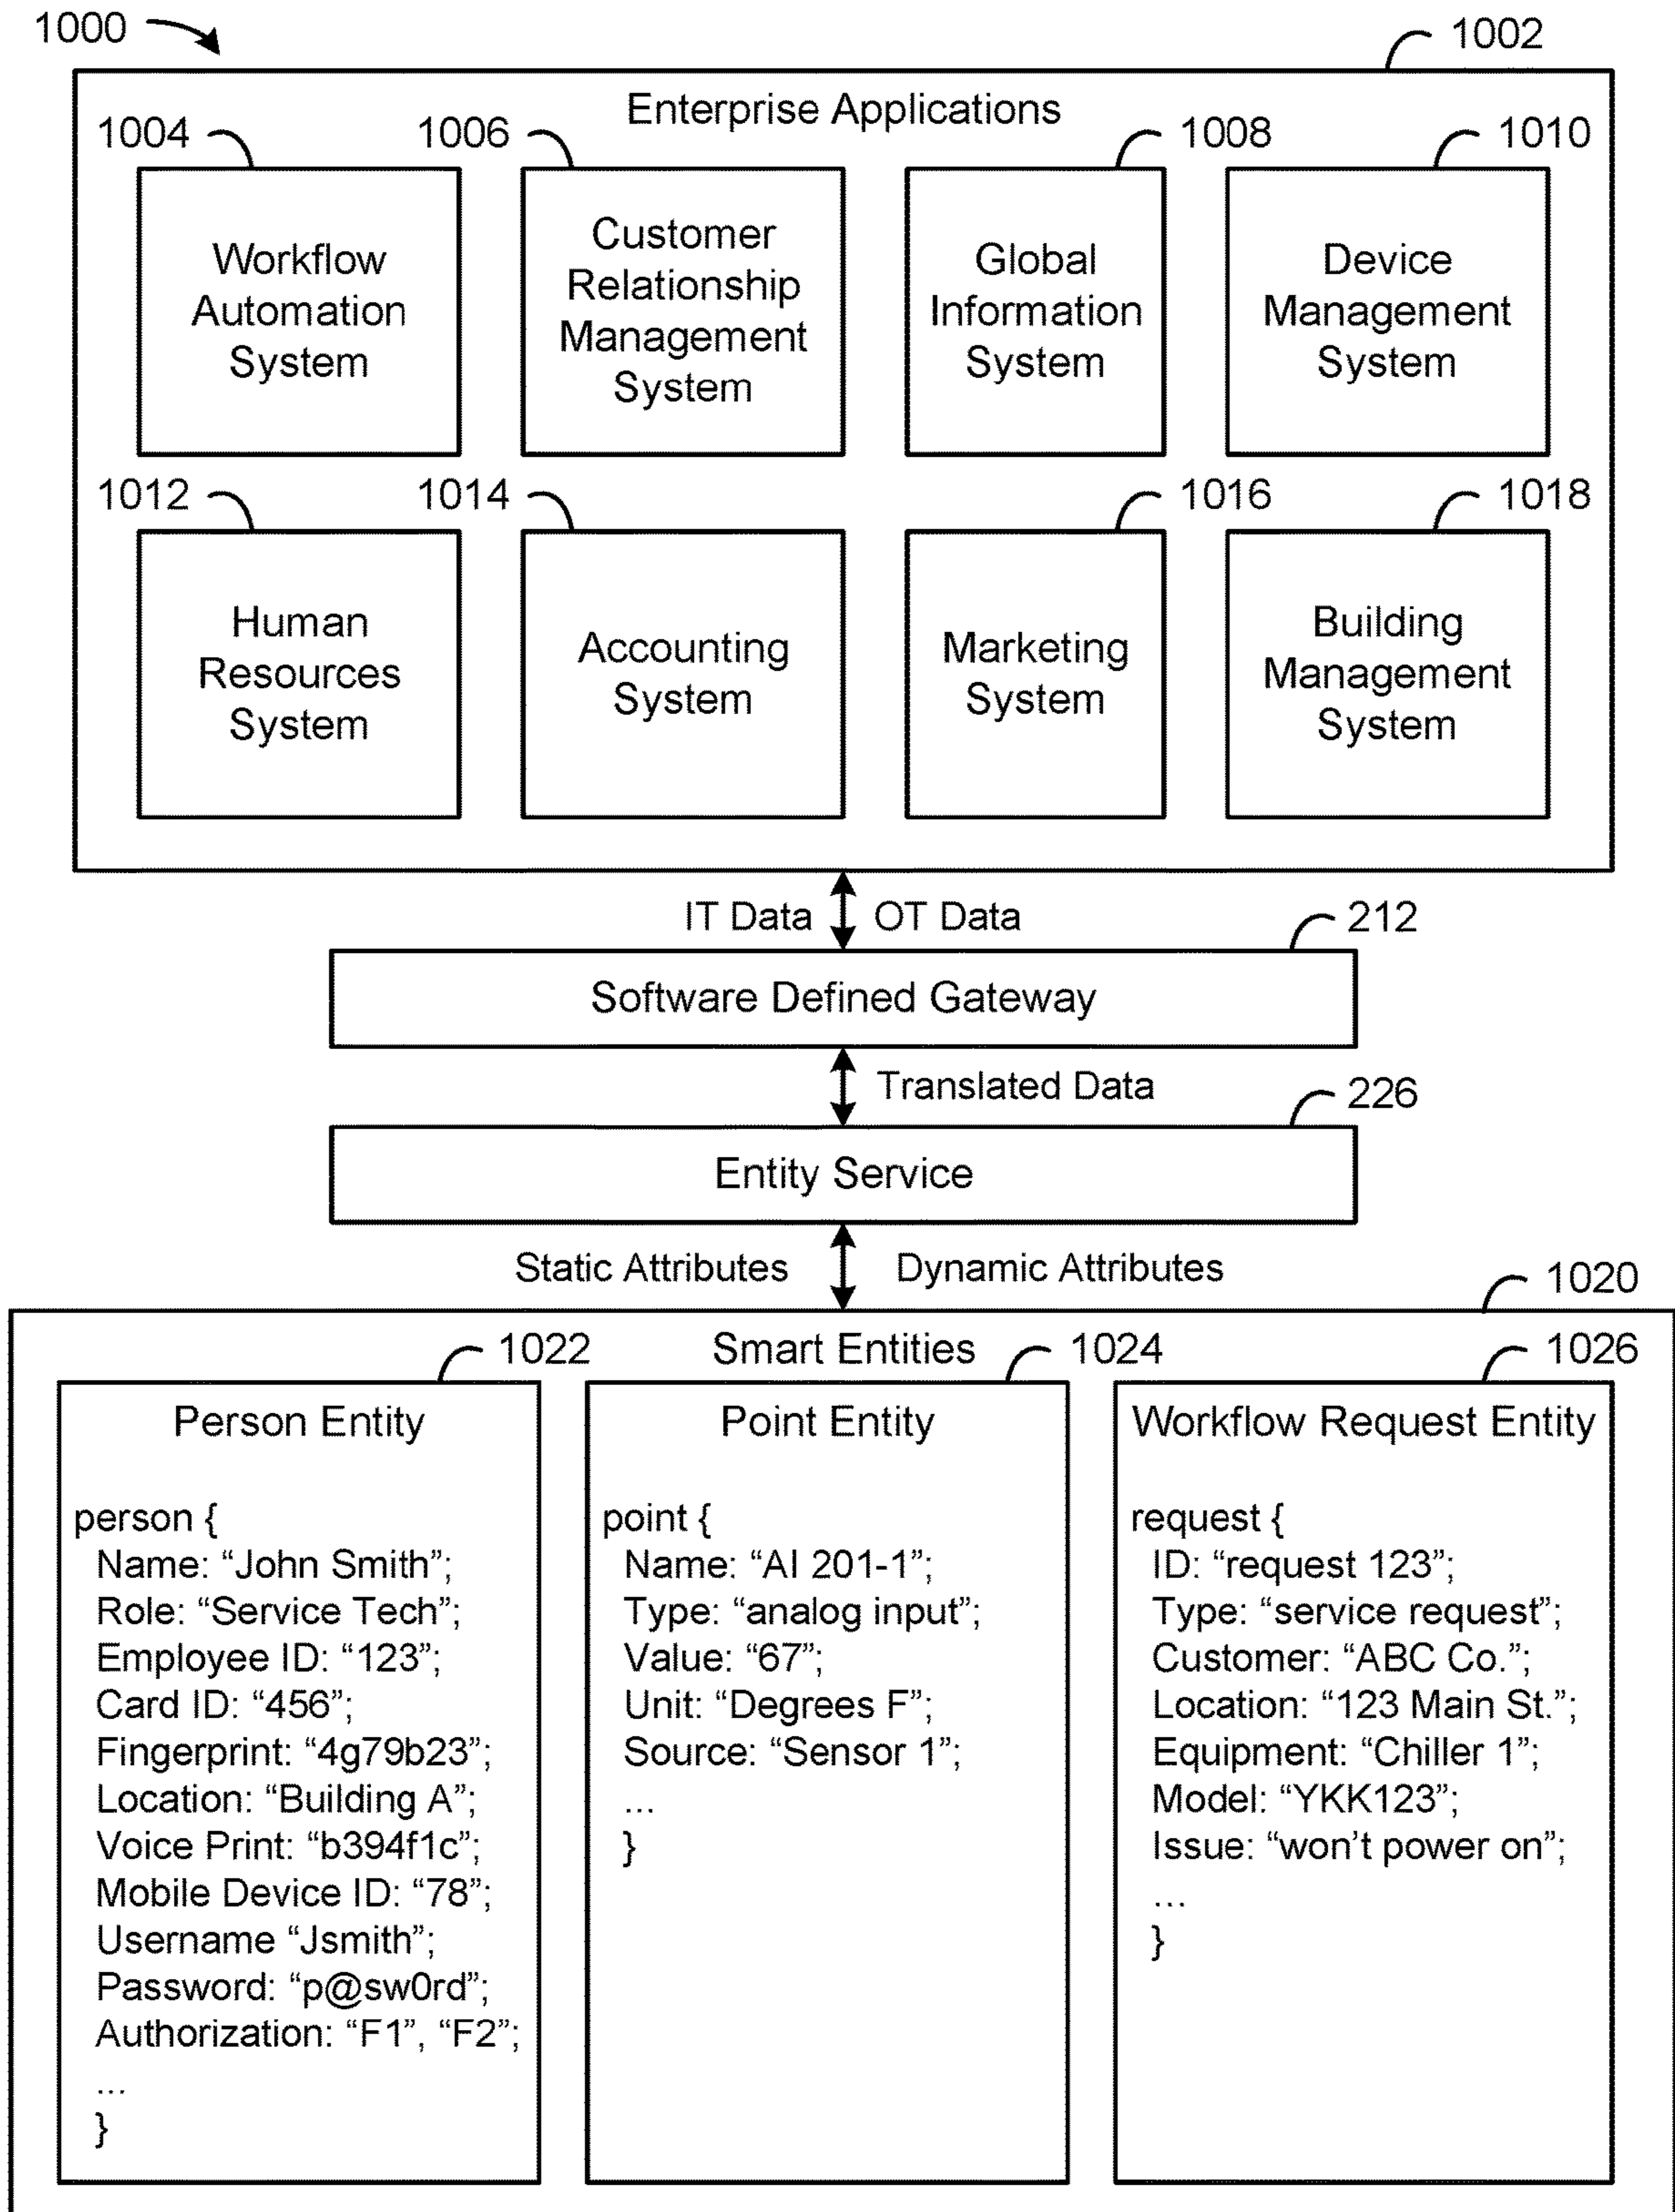 1000
1002
Enterprise Applications
1004
1006
1008
1010
Workflow
Automation
System
Customer
Relationship
Management
System
Global
Information
System
Device
Management
System
1012
1014
1016
1018
Human
Resources
System
Accounting
System
Marketing
System
Building
Management
System
IT Data
OT Data
212
Software Defined Gateway
Translated Data
226
Entity Service
Static Attributes
Dynamic Attributes
1020
Smart Entities
1022
1024
1026
Person Entity
person {
Name: “John Smith”;
Role: “Service Tech”;
Employee ID: “123”;
Card ID: “456”;
Fingerprint: “4g79b23”;
Location: “Building A”;
Voice Print: “b394f1c”;
Mobile Device ID: “78”;
Username “Jsmith”;
Password: “p@sw0rd”;
Authorization: “F1”, “F2”;
...
}
Point Entity
point {
Name: “AI 201-1”;
Type: “analog input”;
Value: “67”;
Unit: “Degrees F”;
Source: “Sensor 1”;
...
}
Workflow Request Entity
request {
ID: “request 123”;
Type: “service request”;
Customer: “ABC Co.”;
Location: “123 Main St.”;
Equipment: “Chiller 1”;
Model: “YKK123”;
Issue: “won’t power on”;
...
}